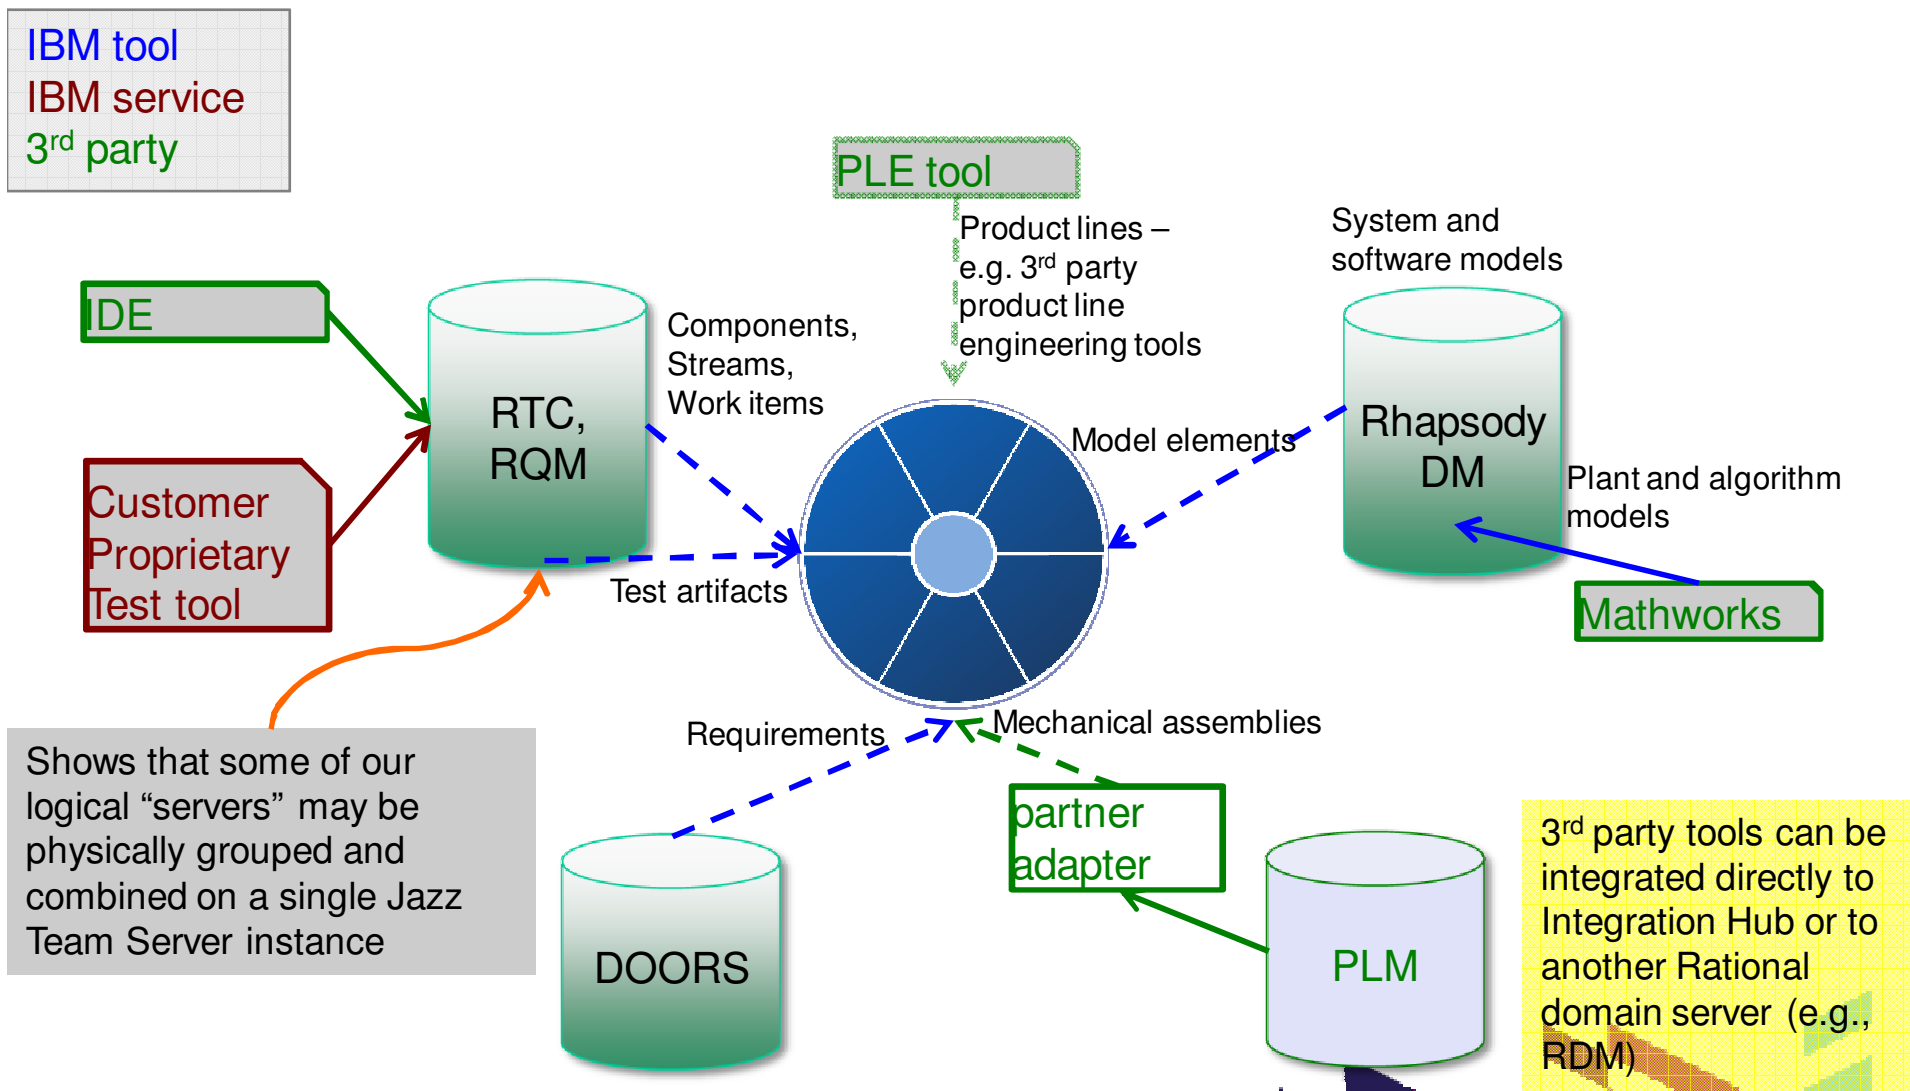 IBM tool
IBM service
3rd party
PLE tool
Product lines –
e.g. 3rd party
product line
engineering tools
System and
software models
IDE
Components,
Streams,
Work items
RTC,
RQM
Model elements
Rhapsody
DM
Plant and algorithm
models
Customer
Proprietary
Test tool
Test artifacts
Mathworks
Requirements
Mechanical assemblies
Shows that some of our
logical “servers” may be
physically grouped and
combined on a single Jazz
Team Server instance
partner
adapter
DOORS
PLM
3rd party tools can be
integrated directly to
Integration Hub or to
another Rational
domain server (e.g.,
RDM)